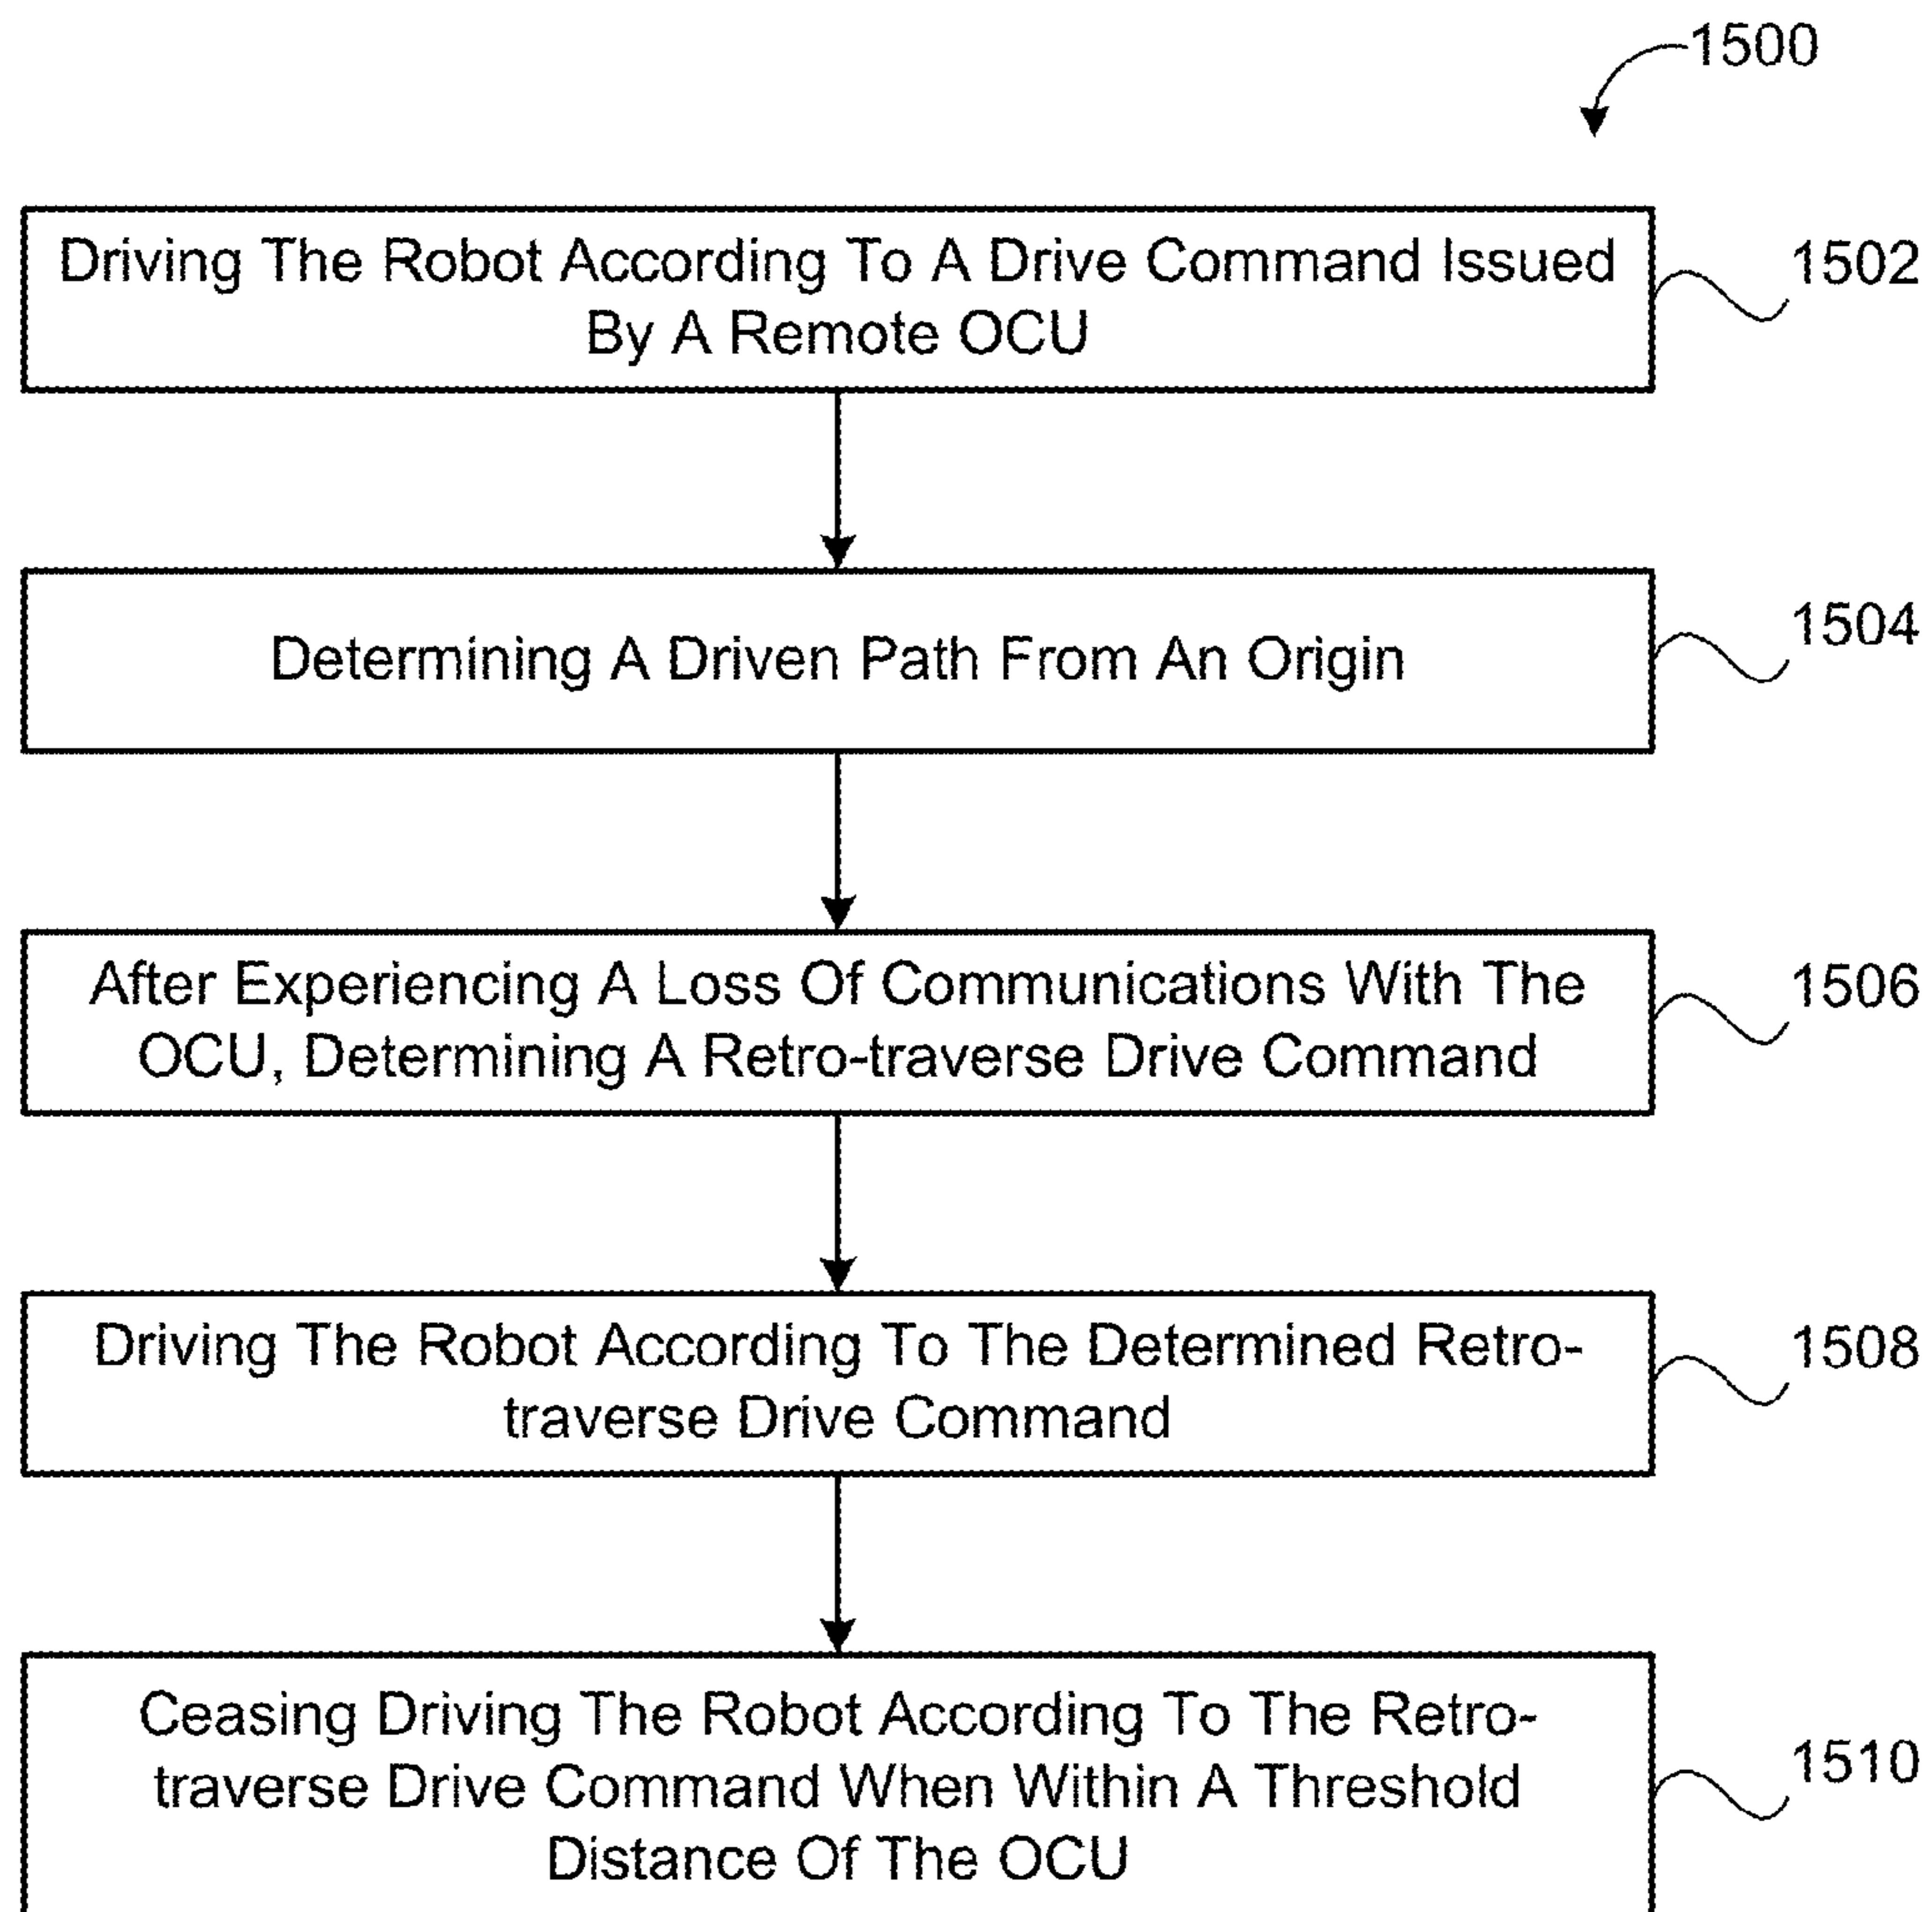 1500
Driving The Robot According To A Drive Command Issued
By A Remote OCU
1502
Determining A Driven Path From An Origin
1504
After Experiencing A Loss Of Communications With The
OCU, Determining A Retro-traverse Drive Command
1506
Driving The Robot According To The Determined Retro-
traverse Drive Command
1508
Ceasing Driving The Robot According To The Retro-
traverse Drive Command When Within A Threshold
Distance Of The OCU
1510